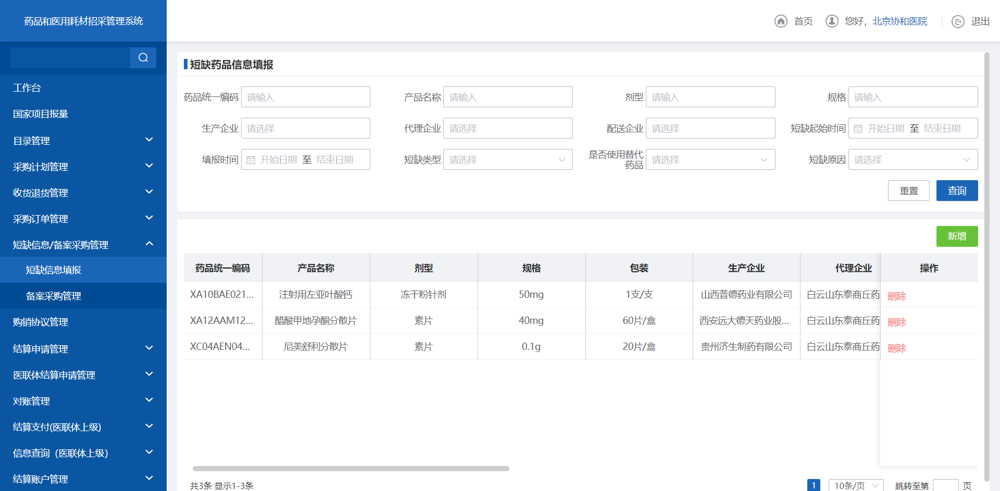 药品和医用耗材招采管理系统
首页
您好，北京协和医院
退出
工作台
国家项目报量
目录管理
采购计划管理
收货退货管理
采购订单管理
短缺信息/备案采购管理
短缺信息填报
备案采购管理
购销协议管理
结算申请管理
医联体结算申请管理
对账管理
结算支付(医联体上级)
信息查询（医联体上级）
结算账户管理
短缺药品信息填报
药品统一编码 请输入 产品名称 请输入 剂型 请输入 规格 请输入
生产企业 请选择 代理企业 请选择 配送企业 请选择 短缺起始时间 开始日期 至 结束日期
填报时间 开始日期 至 结束日期 短缺类型 请选择 是否使用替代药品 请选择 短缺原因 请选择
重置 查询
新增
药品统一编码 产品名称 剂型 规格 包装 生产企业 代理企业 操作
XA10BAE021... 注射用左亚叶酸钙 冻干粉针剂 50mg 1支/支 山西普德药业有限公司 白云山东泰商丘药 删除
XA12AAM12... 醋酸甲地孕酮分散片 素片 40mg 60片/盒 西安远大德天药业股... 白云山东泰商丘药 删除
XC04AEN04... 尼美舒利分散片 素片 0.1g 20片/盒 贵州济生制药有限公司 白云山东泰商丘药 删除
共3条 显示1-3条 1 10条/页 跳转至第 页